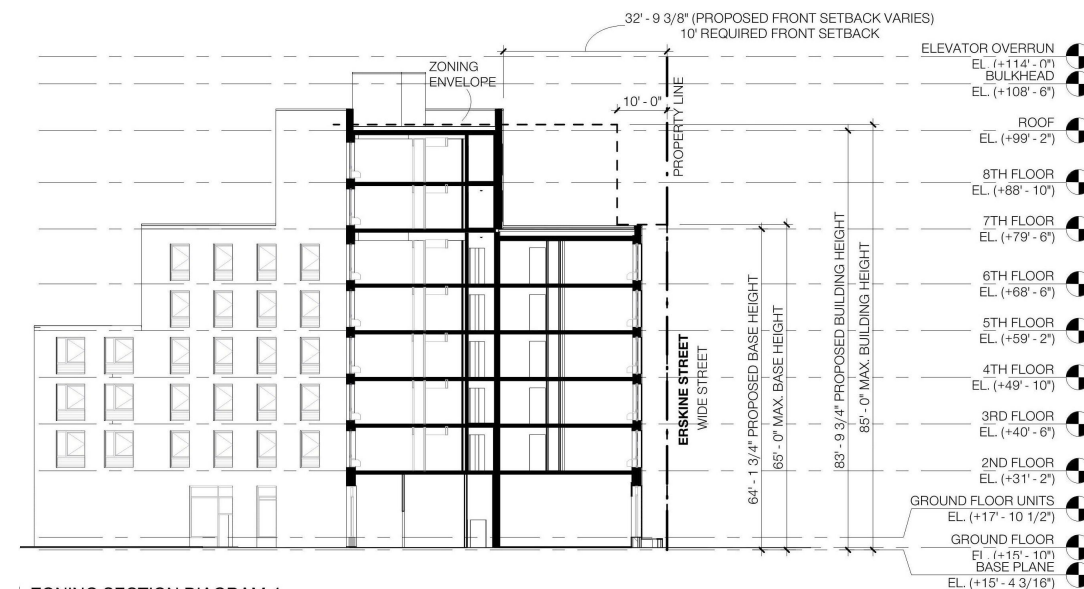 32' - 9 3/8" (PROPOSED FRONT SETBACK VARIES)
10' REQUIRED FRONT SETBACK
ZONING
ENVELOPE
10' - 0"
PROPERTY LINE
ELEVATOR OVERRUN
EL. (+114' - 0")
BULKHEAD
EL. (+108' - 6")
ROOF
EL. (+99' - 2")
8TH FLOOR
EL. (+88' - 10")
7TH FLOOR
EL. (+79' - 6")
6TH FLOOR
EL. (+68' - 6")
5TH FLOOR
EL. (+59' - 2")
4TH FLOOR
EL. (+49' - 10")
3RD FLOOR
EL. (+40' - 6")
2ND FLOOR
EL. (+31' - 2")
GROUND FLOOR UNITS
EL. (+17' - 10 1/2")
GROUND FLOOR
EL. (+15' - 10")
BASE PLANE
EL. (+15' - 4 3/16")
ERSKINE STREET
WIDE STREET
64' - 1 3/4" PROPOSED BASE HEIGHT
65' - 0" MAX. BASE HEIGHT
83' - 9 3/4" PROPOSED BUILDING HEIGHT
85' - 0" MAX. BUILDING HEIGHT
ZONING SECTION DIAGRAM 1